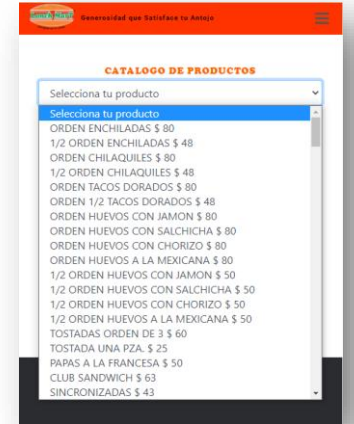 Generosidad que Satisface tu Antojo
CATALOGO DE PRODUCTOS
Selecciona tu producto
Selecciona tu producto
ORDEN ENCHILADAS $ 80
1/2 ORDEN ENCHILADAS $ 48
ORDEN CHILAQUILES $ 80
1/2 ORDEN CHILAQUILES $ 48
ORDEN TACOS DORADOS $ 80
ORDEN 1/2 TACOS DORADOS $ 48
ORDEN HUEVOS CON JAMON $ 80
ORDEN HUEVOS CON SALCHICHA $ 80
ORDEN HUEVOS CON CHORIZO $ 80
ORDEN HUEVOS A LA MEXICANA $ 80
1/2 ORDEN HUEVOS CON JAMON $ 50
1/2 ORDEN HUEVOS CON SALCHICHA $ 50
1/2 ORDEN HUEVOS CON CHORIZO $ 50
1/2 ORDEN HUEVOS A LA MEXICANA $ 50
TOSTADAS ORDEN DE 3 $ 60
TOSTADA UNA PZA. $ 25
PAPAS A LA FRANCESA $ 50
CLUB SANDWICH $ 63
SINCRONIZADAS $ 43